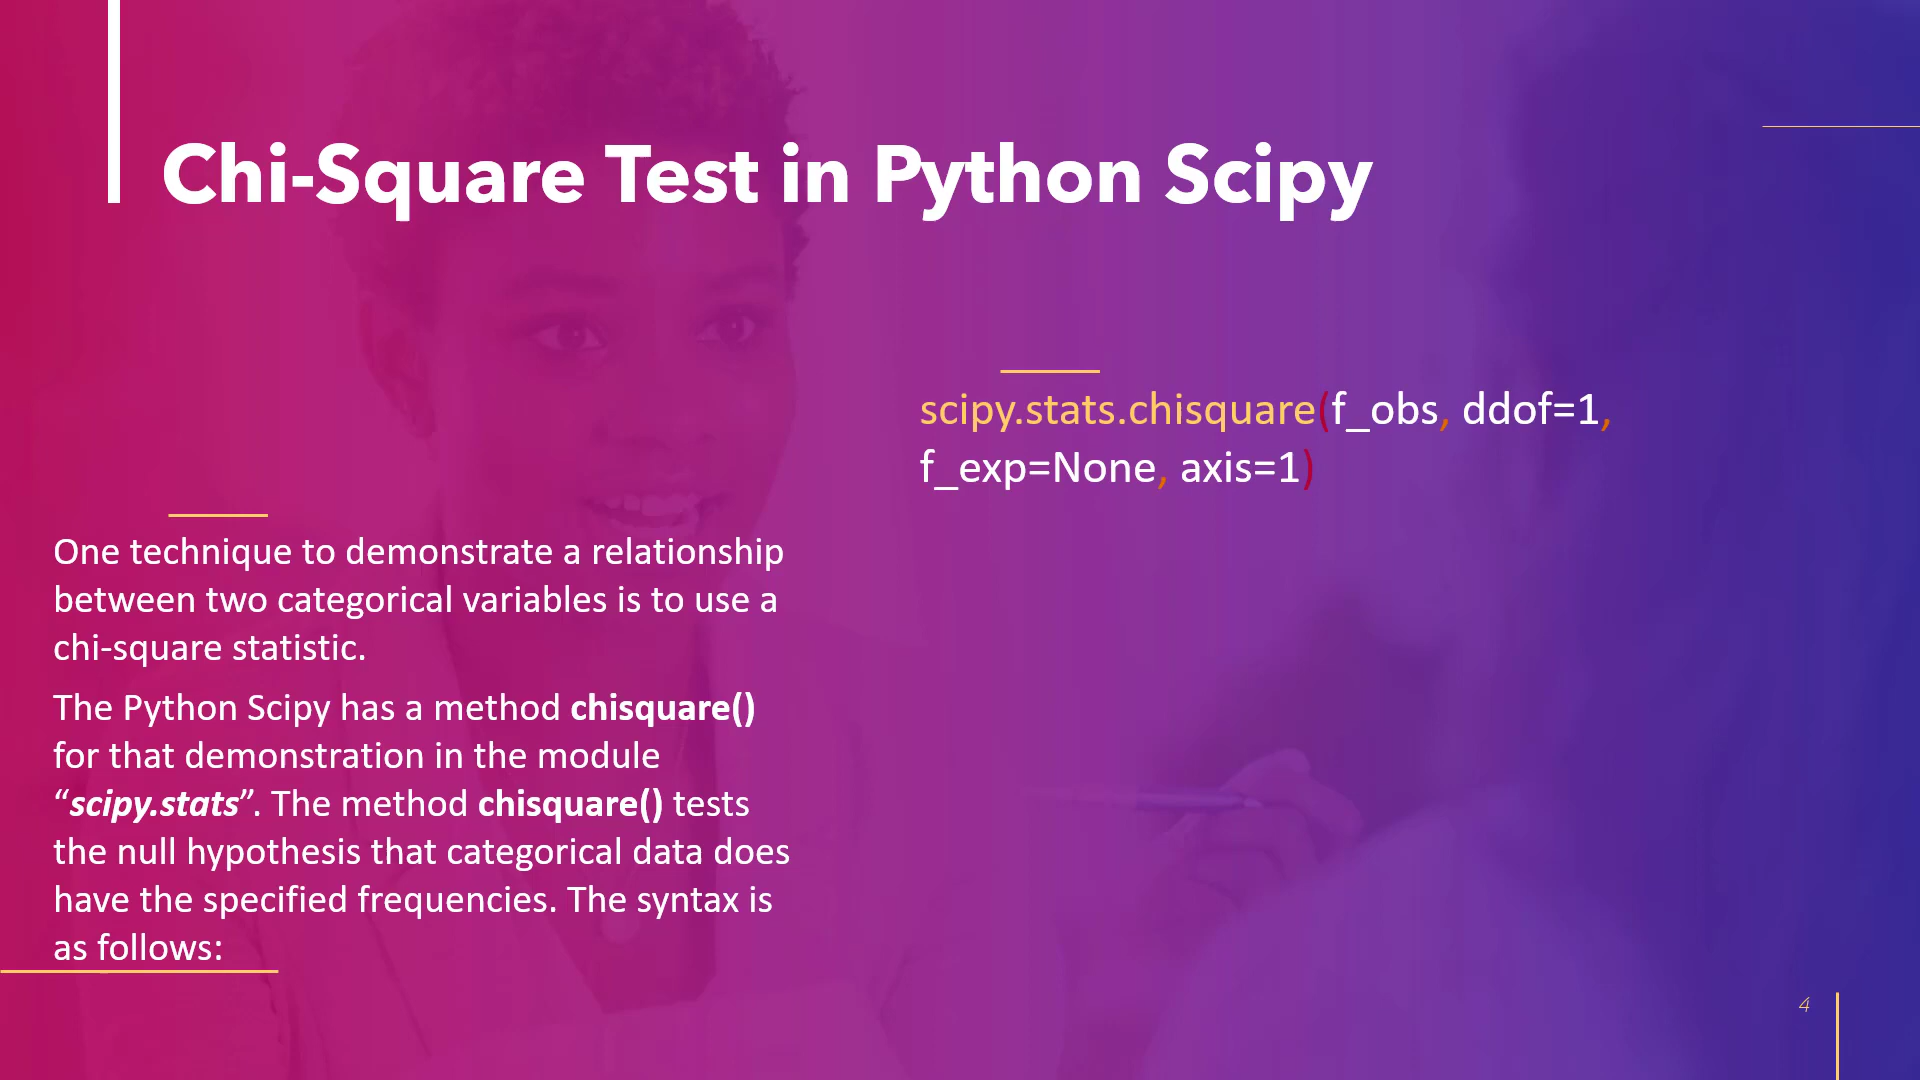 Chi-Square Test in Python Scipy
One technique to demonstrate a relationship
between two categorical variables is to use a
chi-square statistic.
The Python Scipy has a method chisquare()
for that demonstration in the module
“scipy.stats”. The method chisquare() tests
the null hypothesis that categorical data does
have the specified frequencies. The syntax is
as follows:
scipy.stats.chisquare(f_obs, ddof=1,
f_exp=None, axis=1)
4